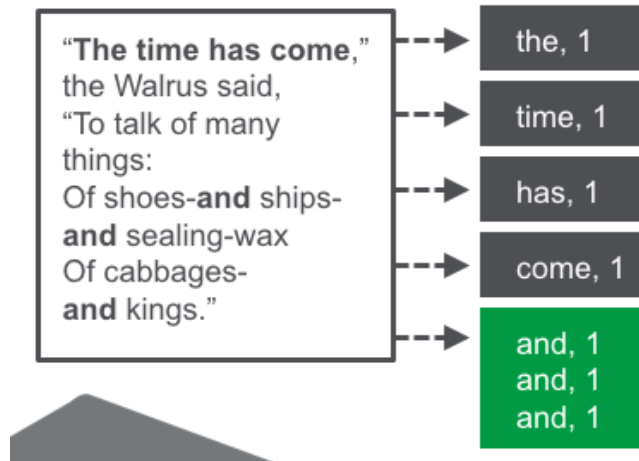 “The time has come,”
the Walrus said,
“To talk of many
things:
Of shoes-and ships-
and sealing-wax
Of cabbages-
and kings.”
the, 1
time, 1
has, 1
come, 1
and, 1
and, 1
and, 1